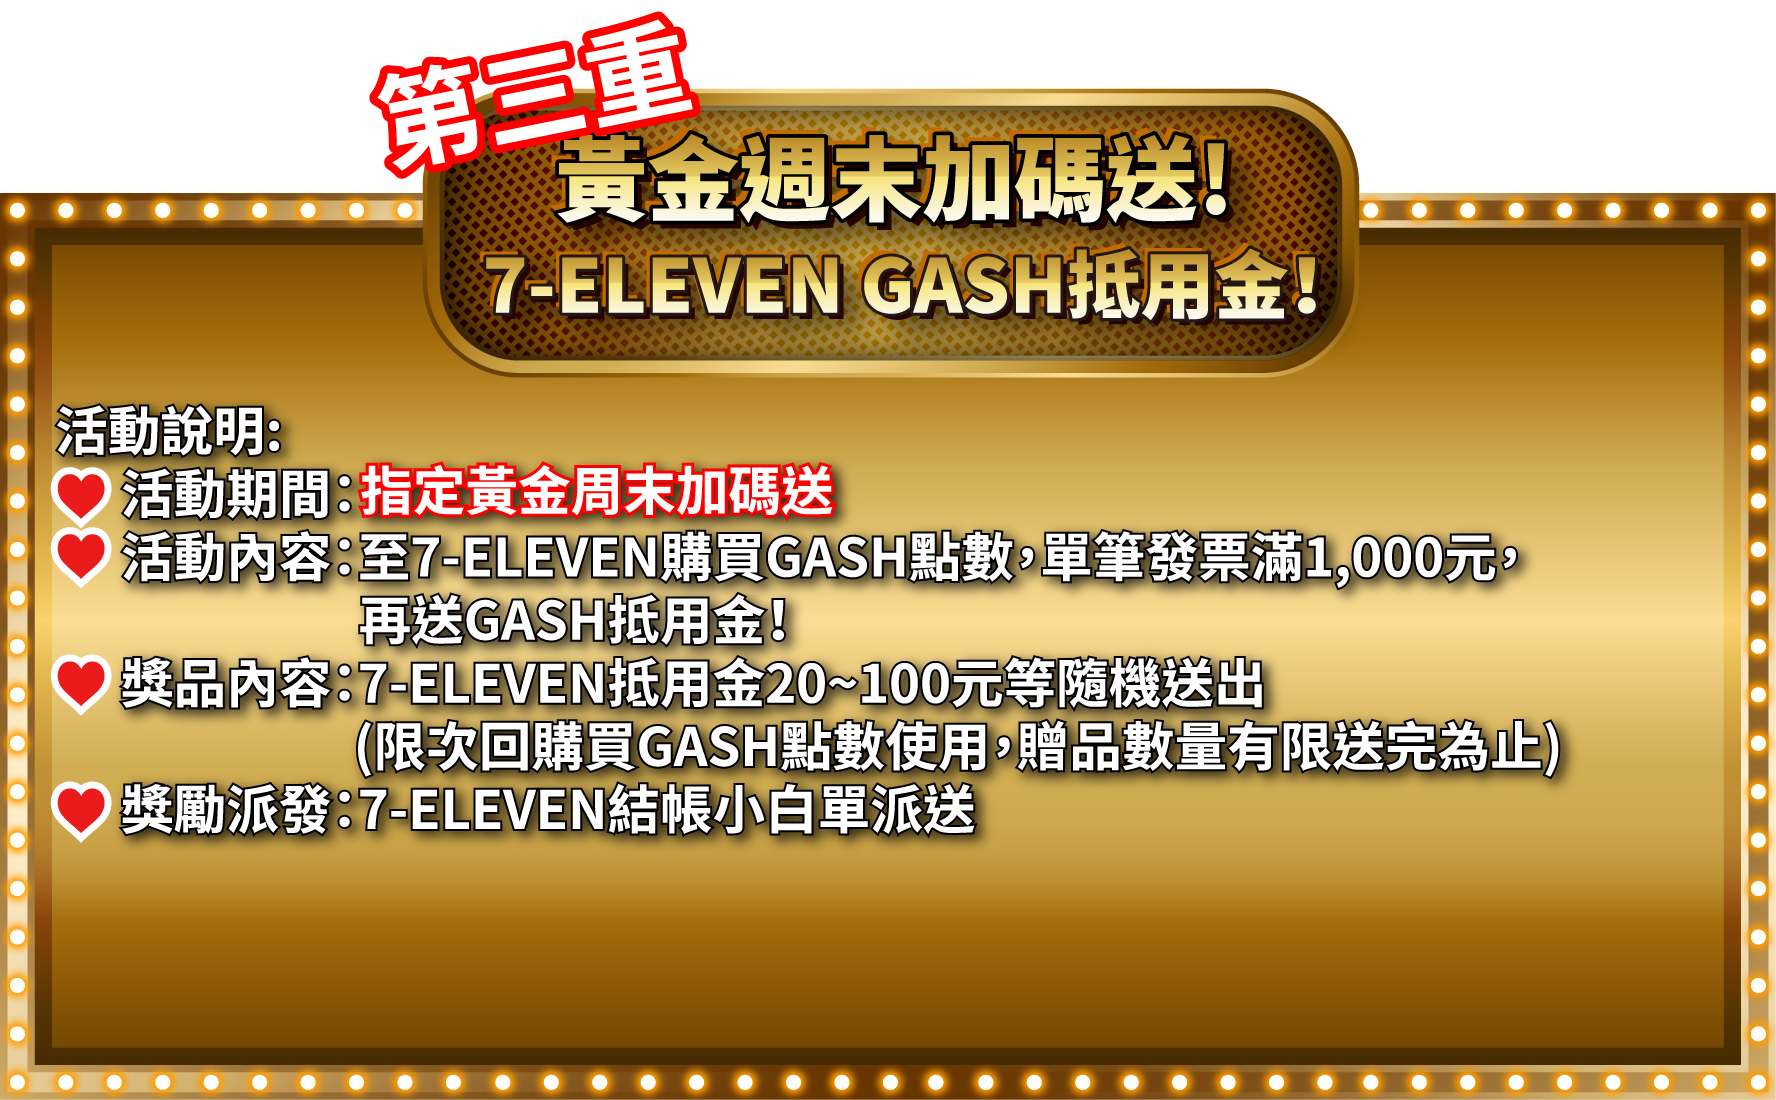 第三重
黃金週末加碼送!
7-ELEVEN GASH抵用金!
活動說明:
活動期間：指定黃金周末加碼送
活動內容：至7-ELEVEN購買GASH點數，單筆發票滿1,000元，
再送GASH抵用金!
獎品內容：7-ELEVEN抵用金20~100元等隨機送出
(限次回購買GASH點數使用，贈品數量有限送完為止)
獎勵派發：7-ELEVEN結帳小白單派送